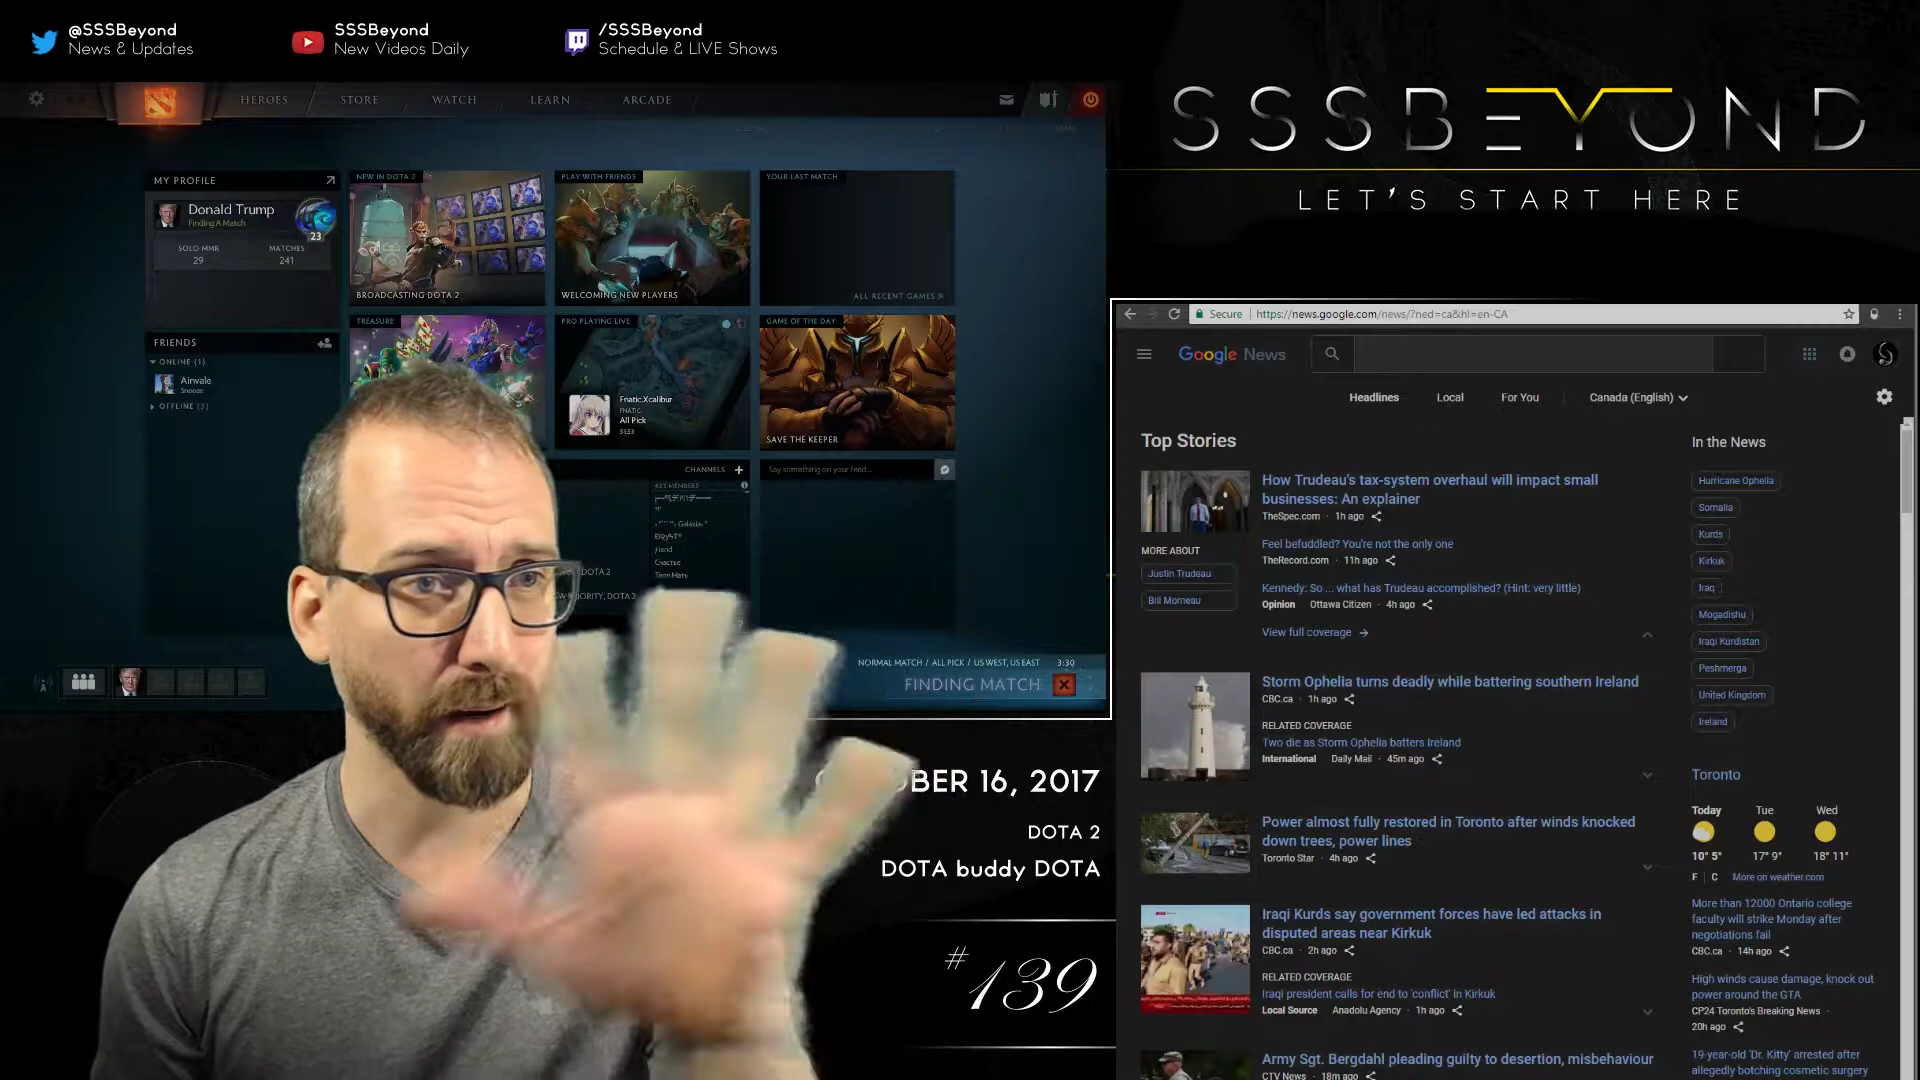 @SSSBeyond
News & Updates
SSSBeyond
New Videos Daily
/SSSBeyond
Schedule & LIVE Shows
SSSBEYOND
LET'S START HERE
HEROES
STORE
WATCH
LEARN
ARCADE
MY PROFILE
Donald Trump
Finding A Match
23
SOLO MMR
29
MATCHES
241
FRIENDS
ONLINE (1)
Airwale
Snooze
OFFLINE (3)
NEW IN DOTA 2
BROADCASTING DOTA 2
PLAY WITH FRIENDS
WELCOMING NEW PLAYERS
YOUR LAST MATCH
ALL RECENT GAMES
TREASURE
PRO PLAYING LIVE
Fnatic.Xcalibur
FNATIC
All Pick
51:53
GAME OF THE DAY
SAVE THE KEEPER
CHANNELS
Say something on your feed...
Galaxia
Fiend
Счастье
DOTA 2
PRIORITY, DOTA 2
NORMAL MATCH / ALL PICK / US WEST, US EAST
3:30
FINDING MATCH
BER 16, 2017
DOTA 2
DOTA buddy DOTA
#139
Secure
https://news.google.com/news/?ned=ca&hl=en-CA
Google News
Headlines
Local
For You
Canada (English)
Top Stories
How Trudeau's tax-system overhaul will impact small
businesses: An explainer
TheSpec.com · 1h ago
MORE ABOUT
Justin Trudeau
Bill Morneau
Feel befuddled? You're not the only one
TheRecord.com · 11h ago
Kennedy: So ... what has Trudeau accomplished? (Hint: very little)
Opinion Ottawa Citizen · 4h ago
View full coverage
Storm Ophelia turns deadly while battering southern Ireland
CBC.ca · 1h ago
RELATED COVERAGE
Two die as Storm Ophelia batters Ireland
International Daily Mail · 45m ago
Power almost fully restored in Toronto after winds knocked
down trees, power lines
Toronto Star · 4h ago
Iraqi Kurds say government forces have led attacks in
disputed areas near Kirkuk
CBC.ca · 2h ago
RELATED COVERAGE
Iraqi president calls for end to 'conflict' in Kirkuk
Local Source Anadolu Agency · 1h ago
Army Sgt. Bergdahl pleading guilty to desertion, misbehaviour
CTV News · 18m ago
In the News
Hurricane Ophelia
Somalia
Kurds
Kirkuk
Iraq
Mogadishu
Iraqi Kurdistan
Peshmerga
United Kingdom
Ireland
Toronto
Today
Tue
Wed
10° 5°
17° 9°
18° 11°
F | C
More on weather.com
More than 12000 Ontario college
faculty will strike Monday after
negotiations fail
CBC.ca · 14h ago
High winds cause damage, knock out
power around the GTA
CP24 Toronto's Breaking News ·
20h ago
19-year-old 'Dr. Kitty' arrested after
allegedly botching cosmetic surgery